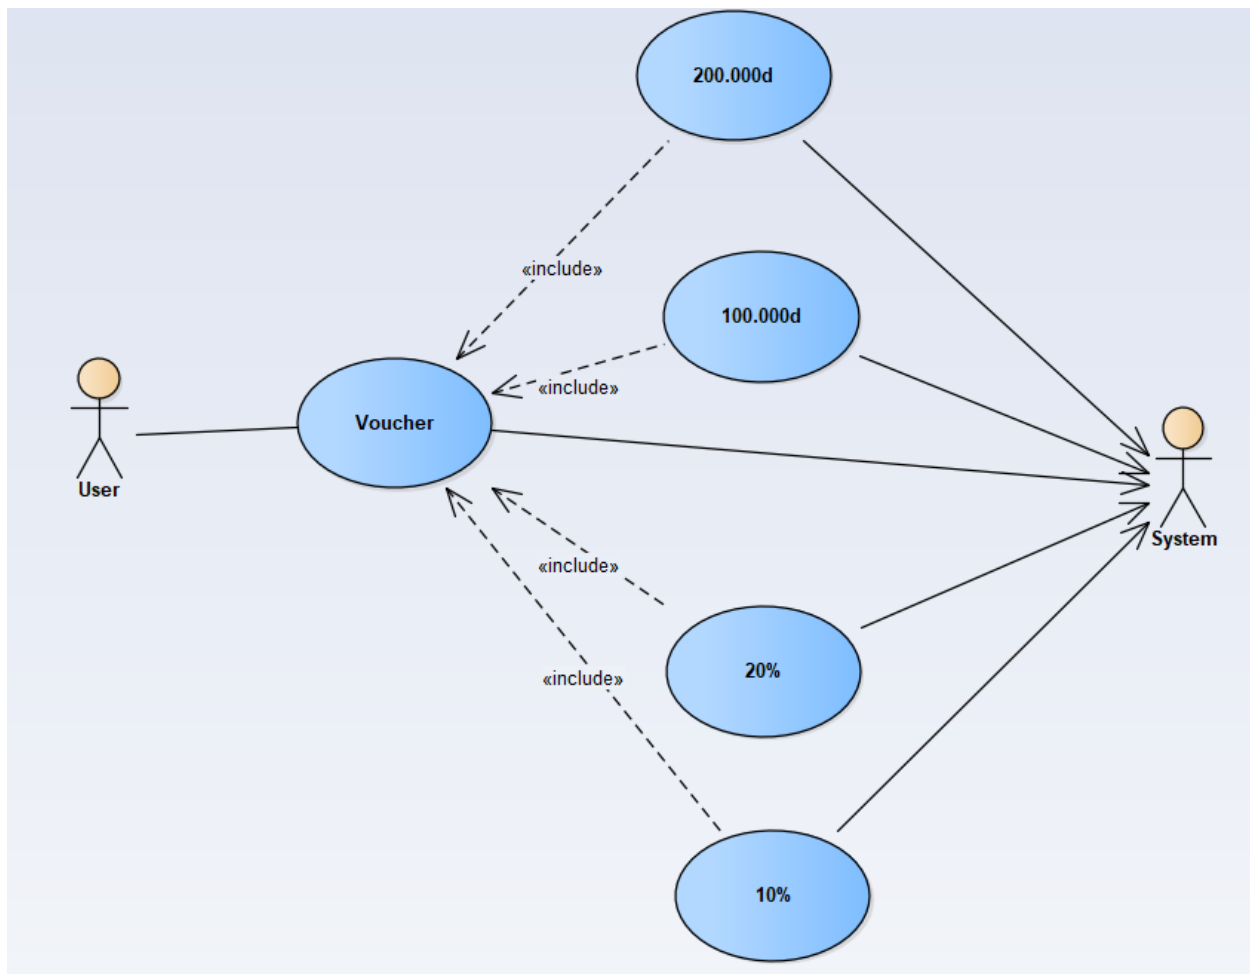 200.000d
«include»
100.000d
«include»
Voucher
User
System
«include»
20%
«include»
10%